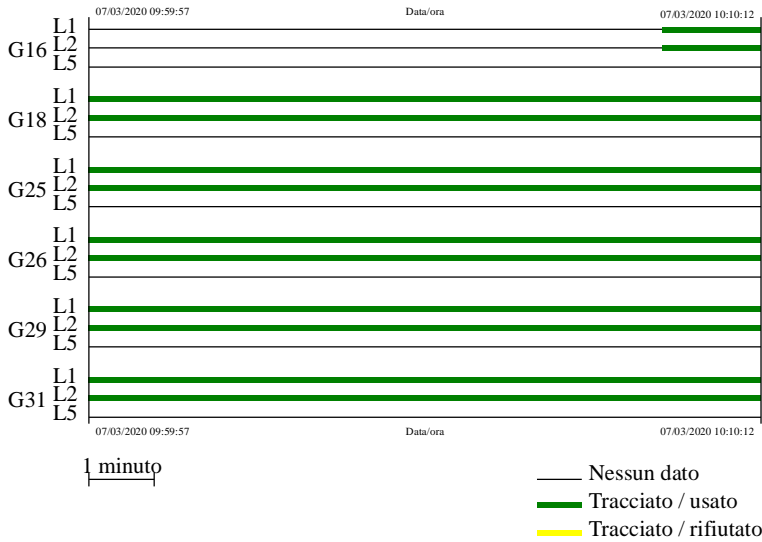 07/03/2020 09:59:57 Data/ora 07/03/2020 10:10:12
L1
G16 L2
L5
L1
G18 L2
L5
L1
G25 L2
L5
L1
G26 L2
L5
L1
G29 L2
L5
L1
G31 L2
L5
07/03/2020 09:59:57 Data/ora 07/03/2020 10:10:12
1 minuto
Nessun dato
Tracciato / usato
Tracciato / rifiutato